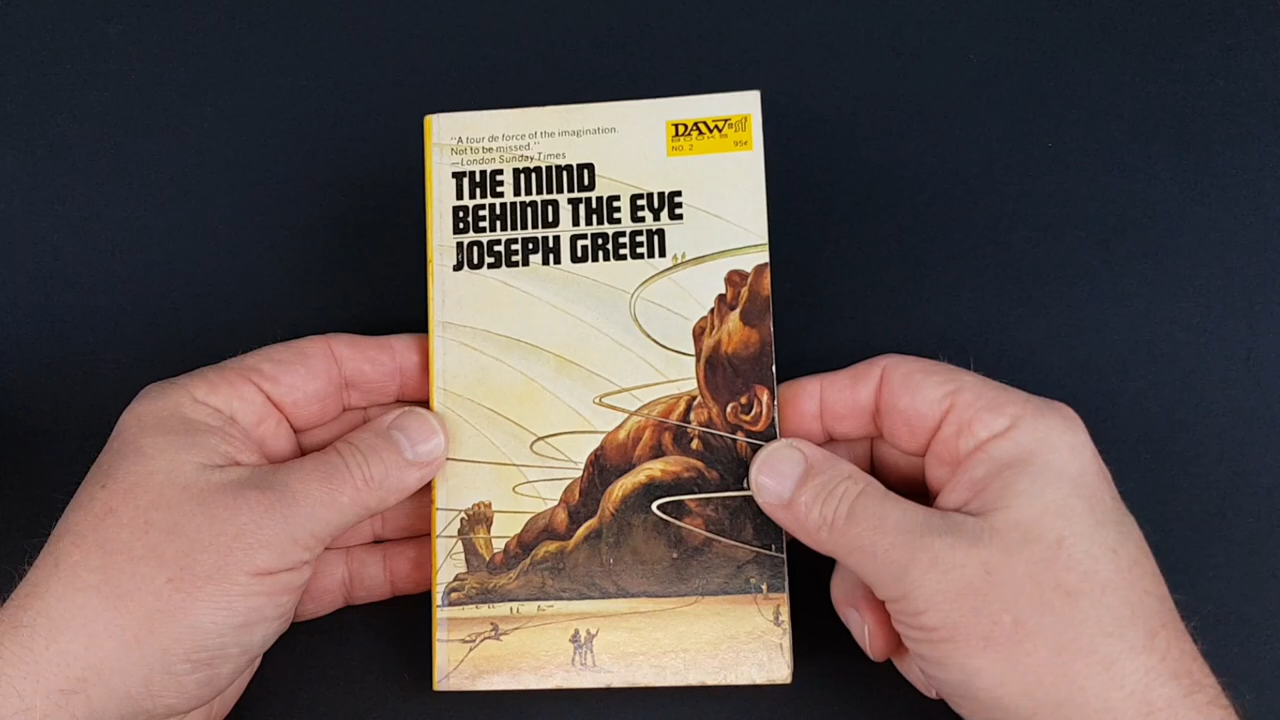 "A tour de force of the imagination.
Not to be missed."
—London Sunday Times
THE MIND
BEHIND THE EYE
JOSEPH GREEN
DAW=sf
BOOKS
NO. 2 95¢